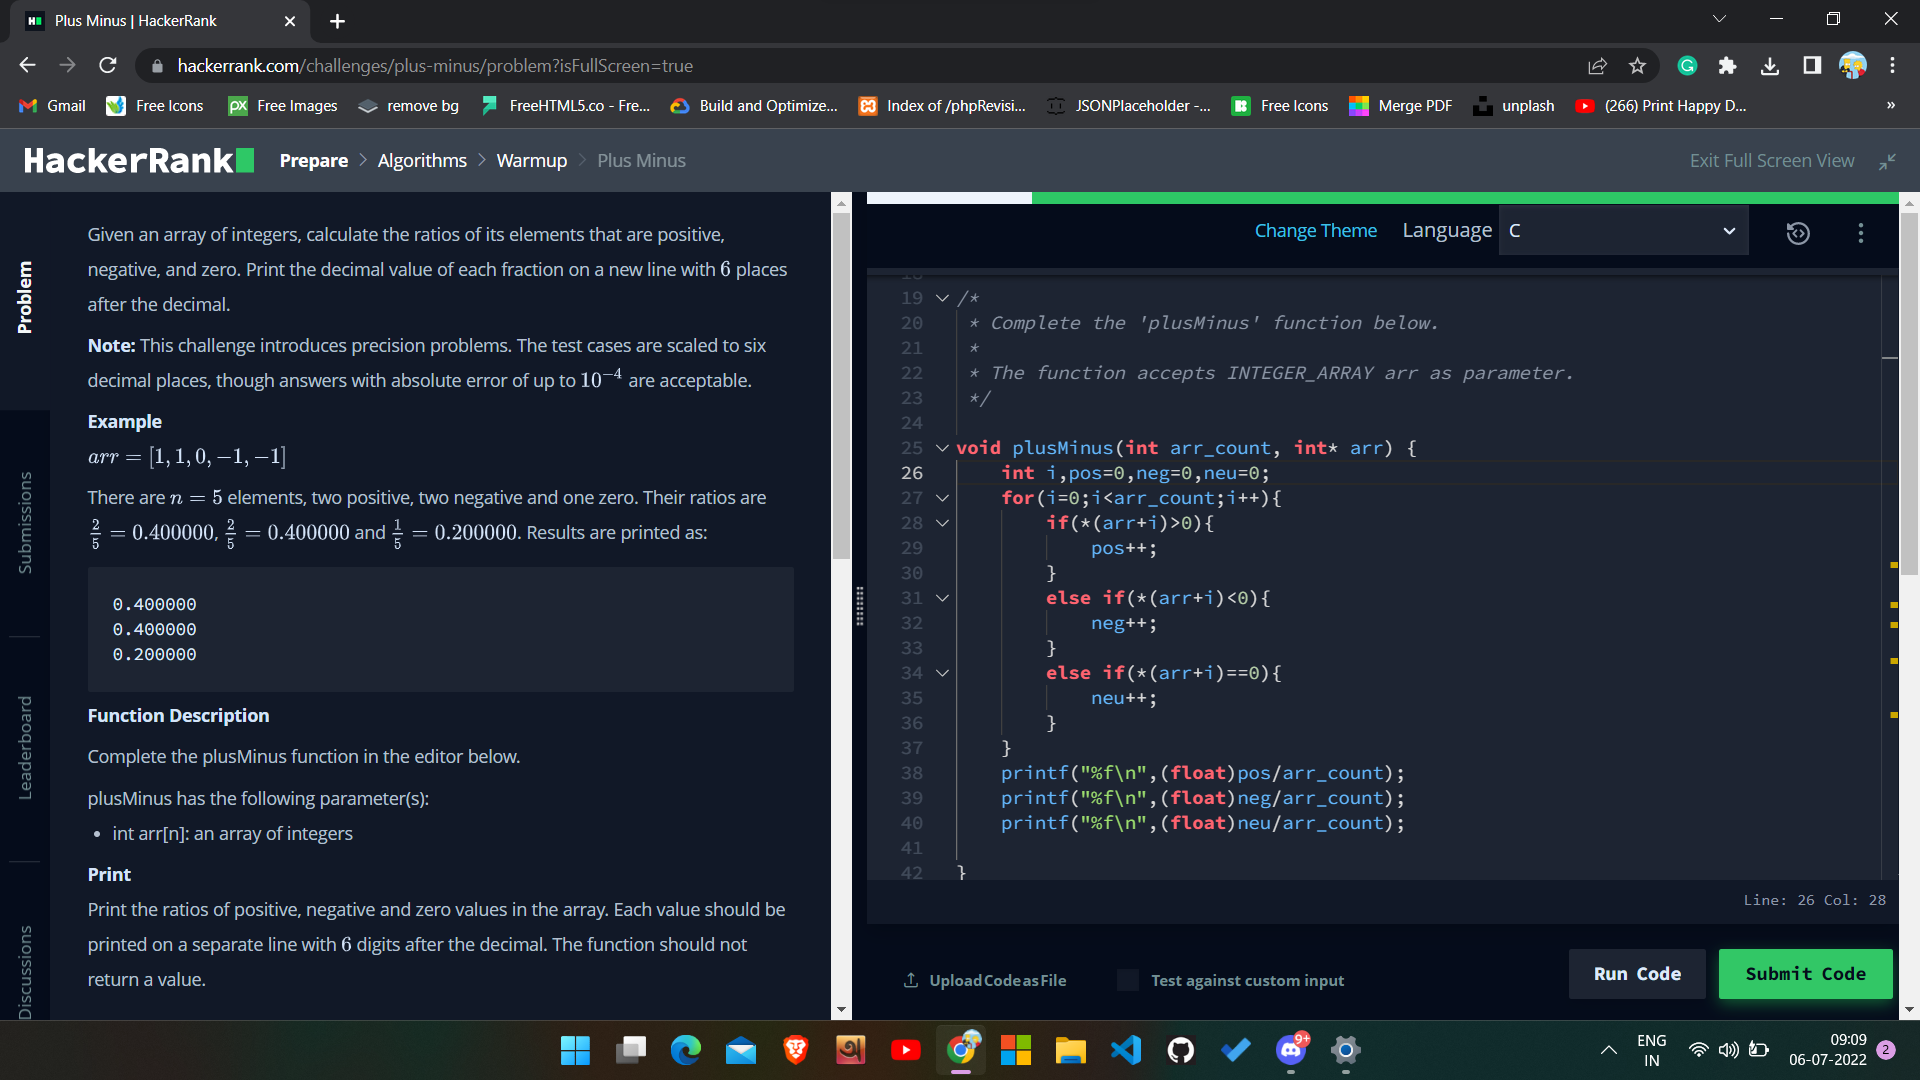 Plus Minus | HackerRank
hackerrank.com/challenges/plus-minus/problem?isFullScreen=true
Gmail
Free Icons
px
Free Images
remove bg
FreeHTML5.co - Fre...
Build and Optimize...
Index of /phpRevisi...
JSONPlaceholder -...
Free Icons
Merge PDF
unplash
(266) Print Happy D...
»
HackerRank
Prepare
Algorithms
Warmup
Plus Minus
Exit Full Screen View
Problem
Submissions
Leaderboard
Discussions
Given an array of integers, calculate the ratios of its elements that are positive,
negative, and zero. Print the decimal value of each fraction on a new line with 6 places
after the decimal.
Note: This challenge introduces precision problems. The test cases are scaled to six
decimal places, though answers with absolute error of up to 10⁻⁴ are acceptable.
Example
arr = [1, 1, 0, −1, −1]
There are n = 5 elements, two positive, two negative and one zero. Their ratios are
2/5 = 0.400000, 2/5 = 0.400000 and 1/5 = 0.200000. Results are printed as:
0.400000
0.400000
0.200000
Function Description
Complete the plusMinus function in the editor below.
plusMinus has the following parameter(s):
• int arr[n]: an array of integers
Print
Print the ratios of positive, negative and zero values in the array. Each value should be
printed on a separate line with 6 digits after the decimal. The function should not
return a value.
Change Theme
Language
C
19 /*
20 * Complete the 'plusMinus' function below.
21 *
22 * The function accepts INTEGER_ARRAY arr as parameter.
23 */
24
25 void plusMinus(int arr_count, int* arr) {
26 int i,pos=0,neg=0,neu=0;
27 for(i=0;i<arr_count;i++){
28 if(*(arr+i)>0){
29 pos++;
30 }
31 else if(*(arr+i)<0){
32 neg++;
33 }
34 else if(*(arr+i)==0){
35 neu++;
36 }
37 }
38 printf("%f\n",(float)pos/arr_count);
39 printf("%f\n",(float)neg/arr_count);
40 printf("%f\n",(float)neu/arr_count);
41
42 }
Line: 26 Col: 28
Upload Code as File
Test against custom input
Run Code
Submit Code
9+
ENG
IN
09:09
06-07-2022
2